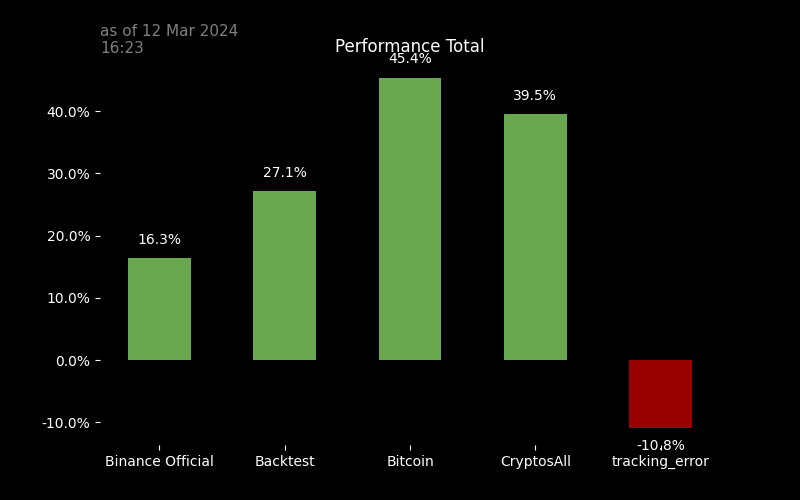 as of 12 Mar 2024
16:23
Performance Total
45.4%
39.5%
27.1%
16.3%
-10.8%
40.0%
30.0%
20.0%
10.0%
0.0%
-10.0%
Binance Official
Backtest
Bitcoin
CryptosAll
tracking_error